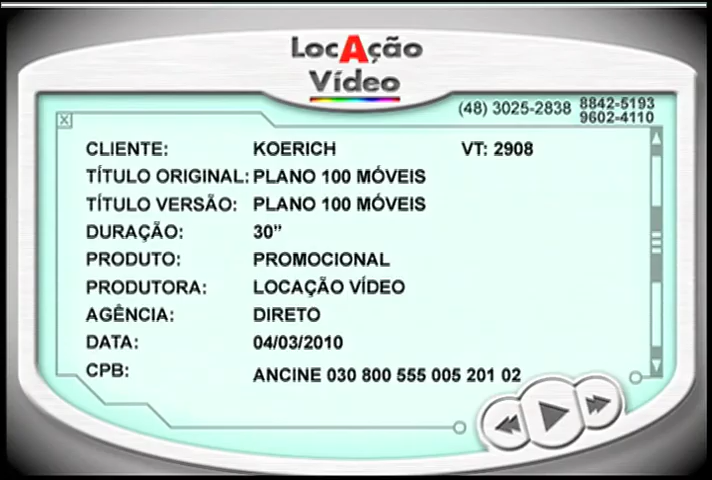 LocAção
Vídeo
(48) 3025-2838 8842-5193
9602-4110
CLIENTE: KOERICH VT: 2908
TÍTULO ORIGINAL: PLANO 100 MÓVEIS
TÍTULO VERSÃO: PLANO 100 MÓVEIS
DURAÇÃO: 30”
PRODUTO: PROMOCIONAL
PRODUTORA: LOCAÇÃO VÍDEO
AGÊNCIA: DIRETO
DATA: 04/03/2010
CPB: ANCINE 030 800 555 005 201 02